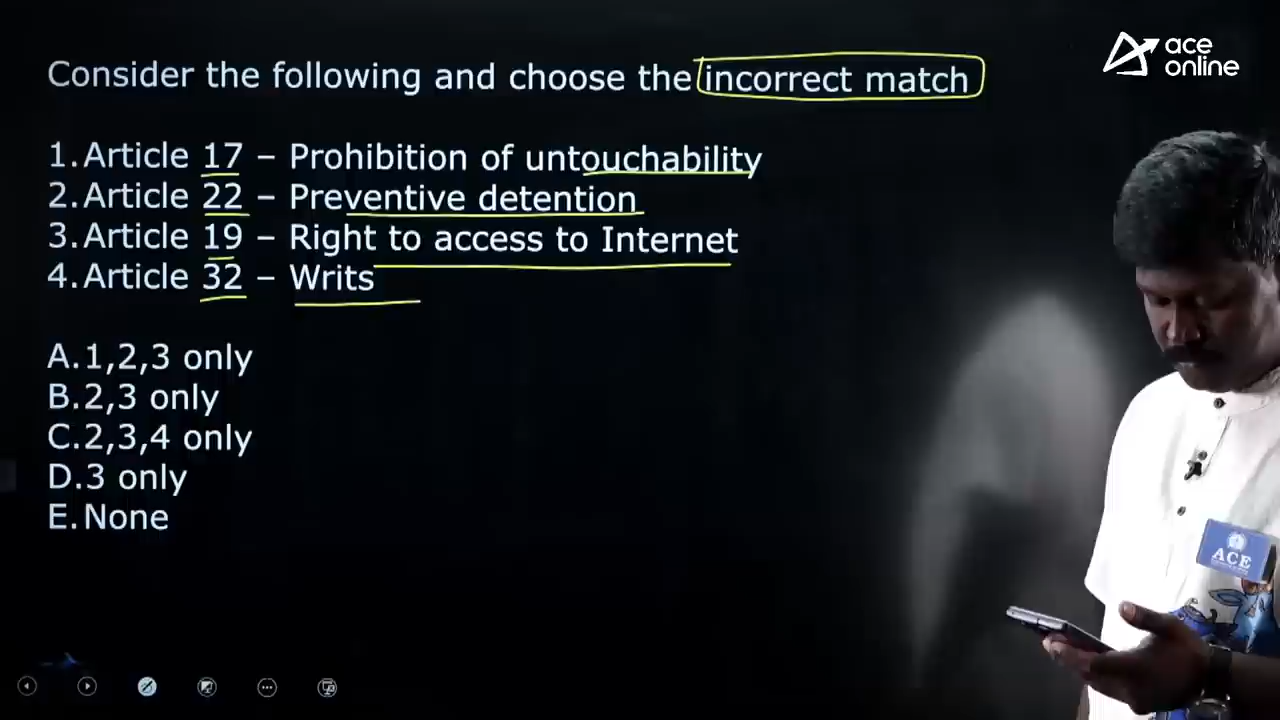 ace
online
Consider the following and choose the incorrect match
1. Article 17 – Prohibition of untouchability
2. Article 22 – Preventive detention
3. Article 19 – Right to access to Internet
4. Article 32 – Writs
A. 1,2,3 only
B. 2,3 only
C. 2,3,4 only
D. 3 only
E. None
ACE